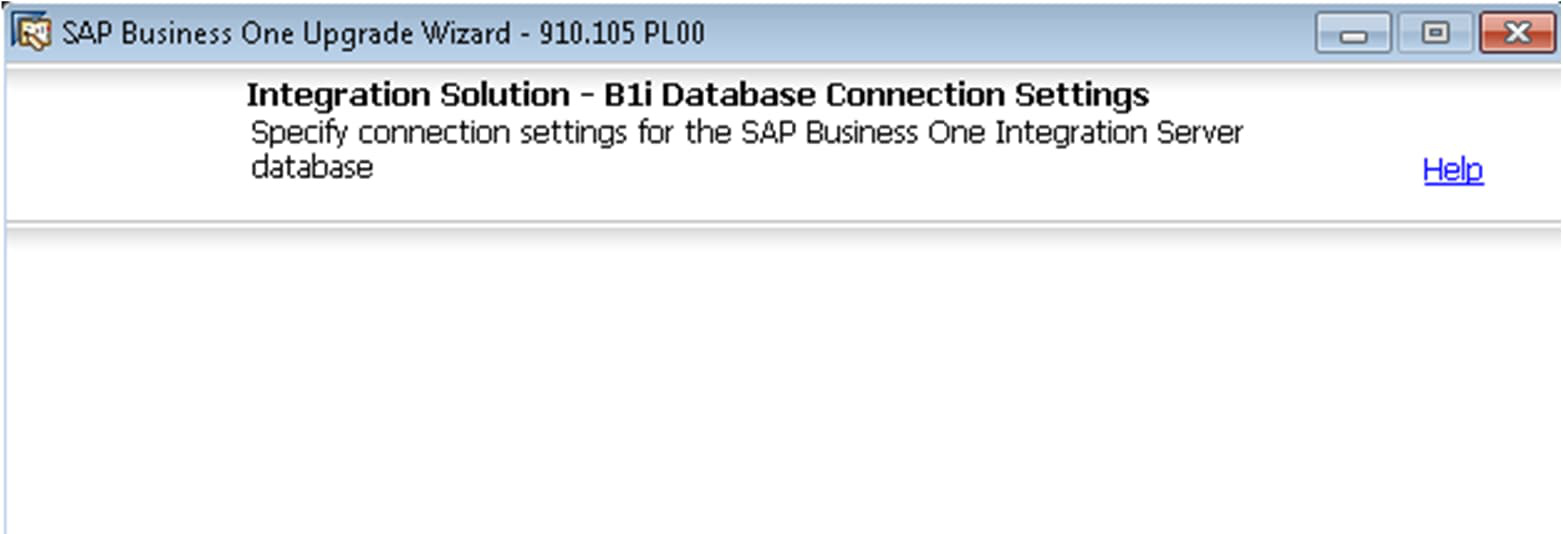 SAP Business One Upgrade Wizard - 910.105 PL00
Integration Solution - B1i Database Connection Settings
Specify connection settings for the SAP Business One Integration Server
database
Help